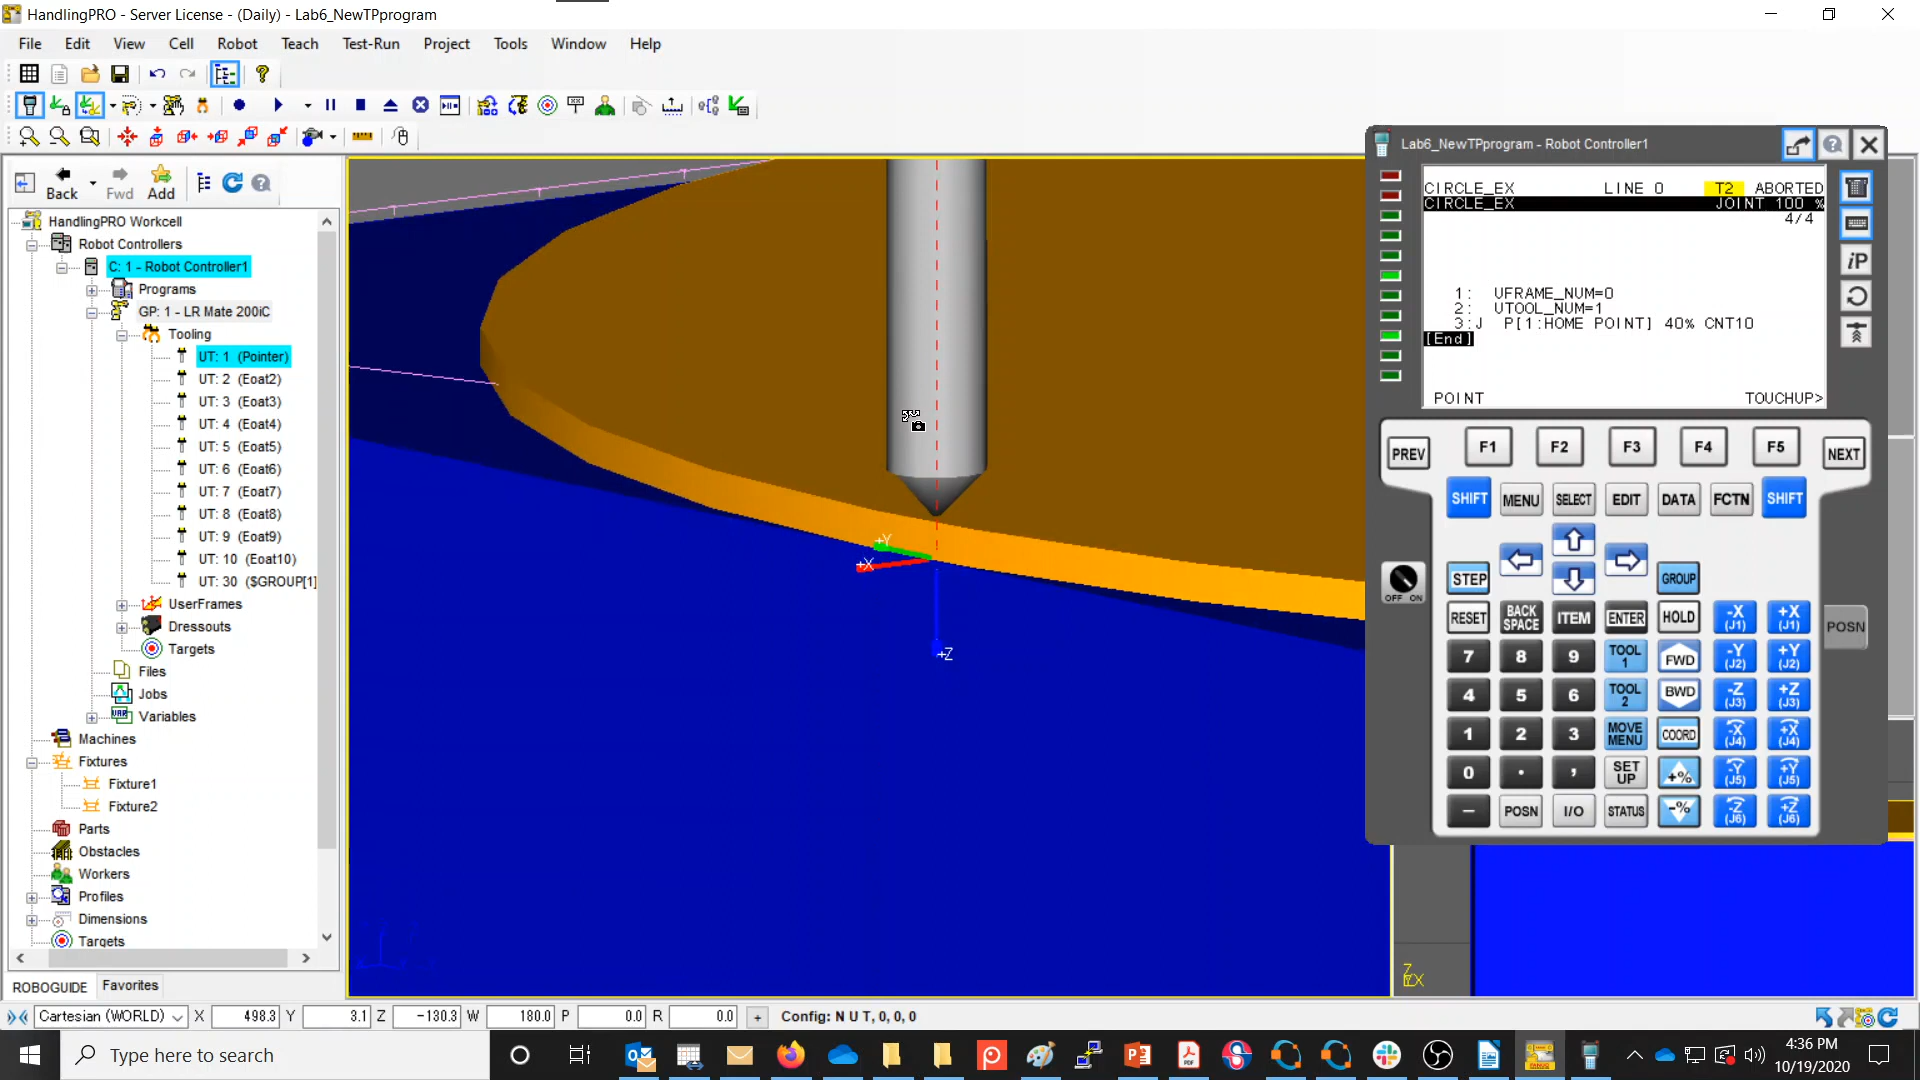 HandlingPRO - Server License - (Daily) - Lab6_NewTPprogram
File Edit View Cell Robot Teach Test-Run Project Tools Window Help
Back Fwd Add
HandlingPRO Workcell
Robot Controllers
C: 1 - Robot Controller1
Programs
GP: 1 - LR Mate 200iC
Tooling
UT: 1 (Pointer)
UT: 2 (Eoat2)
UT: 3 (Eoat3)
UT: 4 (Eoat4)
UT: 5 (Eoat5)
UT: 6 (Eoat6)
UT: 7 (Eoat7)
UT: 8 (Eoat8)
UT: 9 (Eoat9)
UT: 10 (Eoat10)
UT: 30 ($GROUP[1]
UserFrames
Dressouts
Targets
Files
Jobs
Variables
Machines
Fixtures
Fixture1
Fixture2
Parts
Obstacles
Workers
Profiles
Dimensions
Targets
ROBOGUIDE Favorites
+Y
+X
+Z
Lab6_NewTPprogram - Robot Controller1
CIRCLE_EX LINE 0 T2 ABORTED
CIRCLE_EX JOINT 100 %
4/4
1: UFRAME_NUM=0
2: UTOOL_NUM=1
3:J P[1:HOME POINT] 40% CNT10
[End]
POINT TOUCHUP>
iP
PREV F1 F2 F3 F4 F5 NEXT
SHIFT MENU SELECT EDIT DATA FCTN SHIFT
OFF ON
STEP GROUP
RESET BACK SPACE ITEM ENTER HOLD -X (J1) +X (J1)
POSN
7 8 9 TOOL 1 FWD -Y (J2) +Y (J2)
4 5 6 TOOL 2 BWD -Z (J3) +Z (J3)
1 2 3 MOVE MENU COORD -X (J4) +X (J4)
0 . , SET UP +% -Y (J5) +Y (J5)
- POSN I/O STATUS -% -Z (J6) +Z (J6)
Cartesian (WORLD) X 498.3 Y 3.1 Z -130.3 W 180.0 P 0.0 R 0.0 + Config: N U T, 0, 0, 0
Type here to search
4:36 PM
10/19/2020